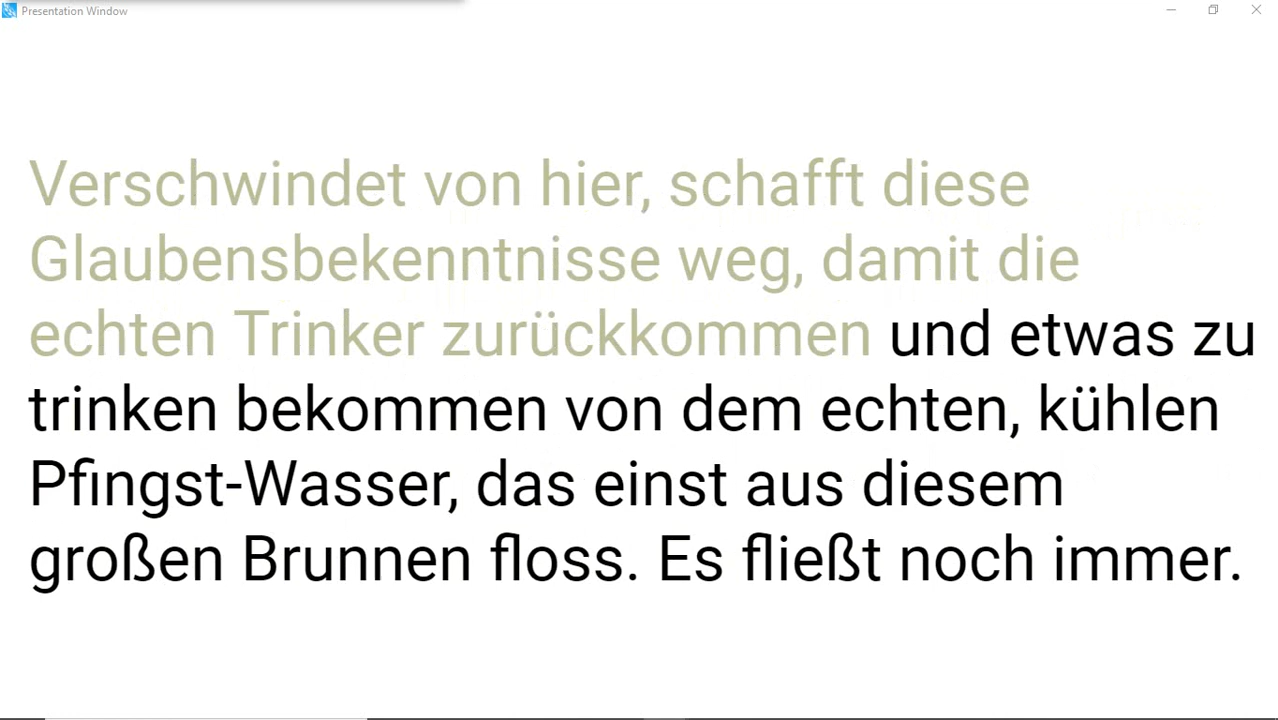 Presentation Window
Verschwindet von hier, schafft diese
Glaubensbekenntnisse weg, damit die
echten Trinker zurückkommen und etwas zu
trinken bekommen von dem echten, kühlen
Pfingst-Wasser, das einst aus diesem
großen Brunnen floss. Es fließt noch immer.